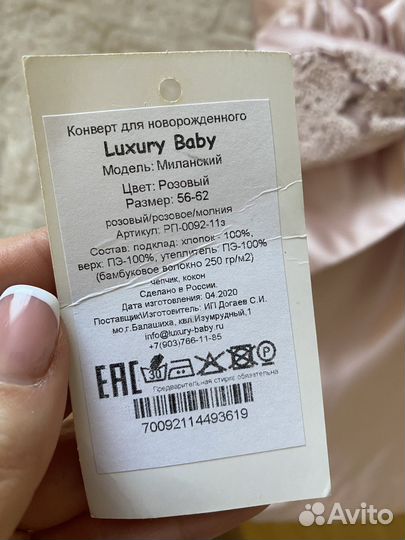 Конверт для новорожденного
Luxury Baby
Модель: Миланский
Цвет: Розовый
Размер: 56-62
розовый/розовое/молния
Артикул: РП-0092-11з
Состав: подклад: хлопок - 100%,
верх: ПЭ-100%, утеплитель: ПЭ-100%
(бамбуковое волокно 250 гр/м2)
чепчик, кокон
Сделано в России.
Дата изготовления: 04.2020
Поставщик\Изготовитель: ИП Догаев С.И.
мо,г.Балашиха, квл.Изумрудный,1
info@luxury-baby.ru
+7(903)766-11-85
EAC 30 P
Предварительная стирка обязательна
70092114493619
Avito